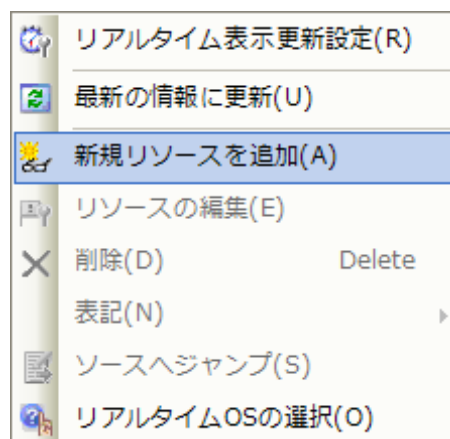 リアルタイム表示更新設定(R)
最新の情報に更新(U)
新規リソースを追加(A)
リソースの編集(E)
削除(D) Delete
表記(N)
ソースへジャンプ(S)
リアルタイムOSの選択(O)